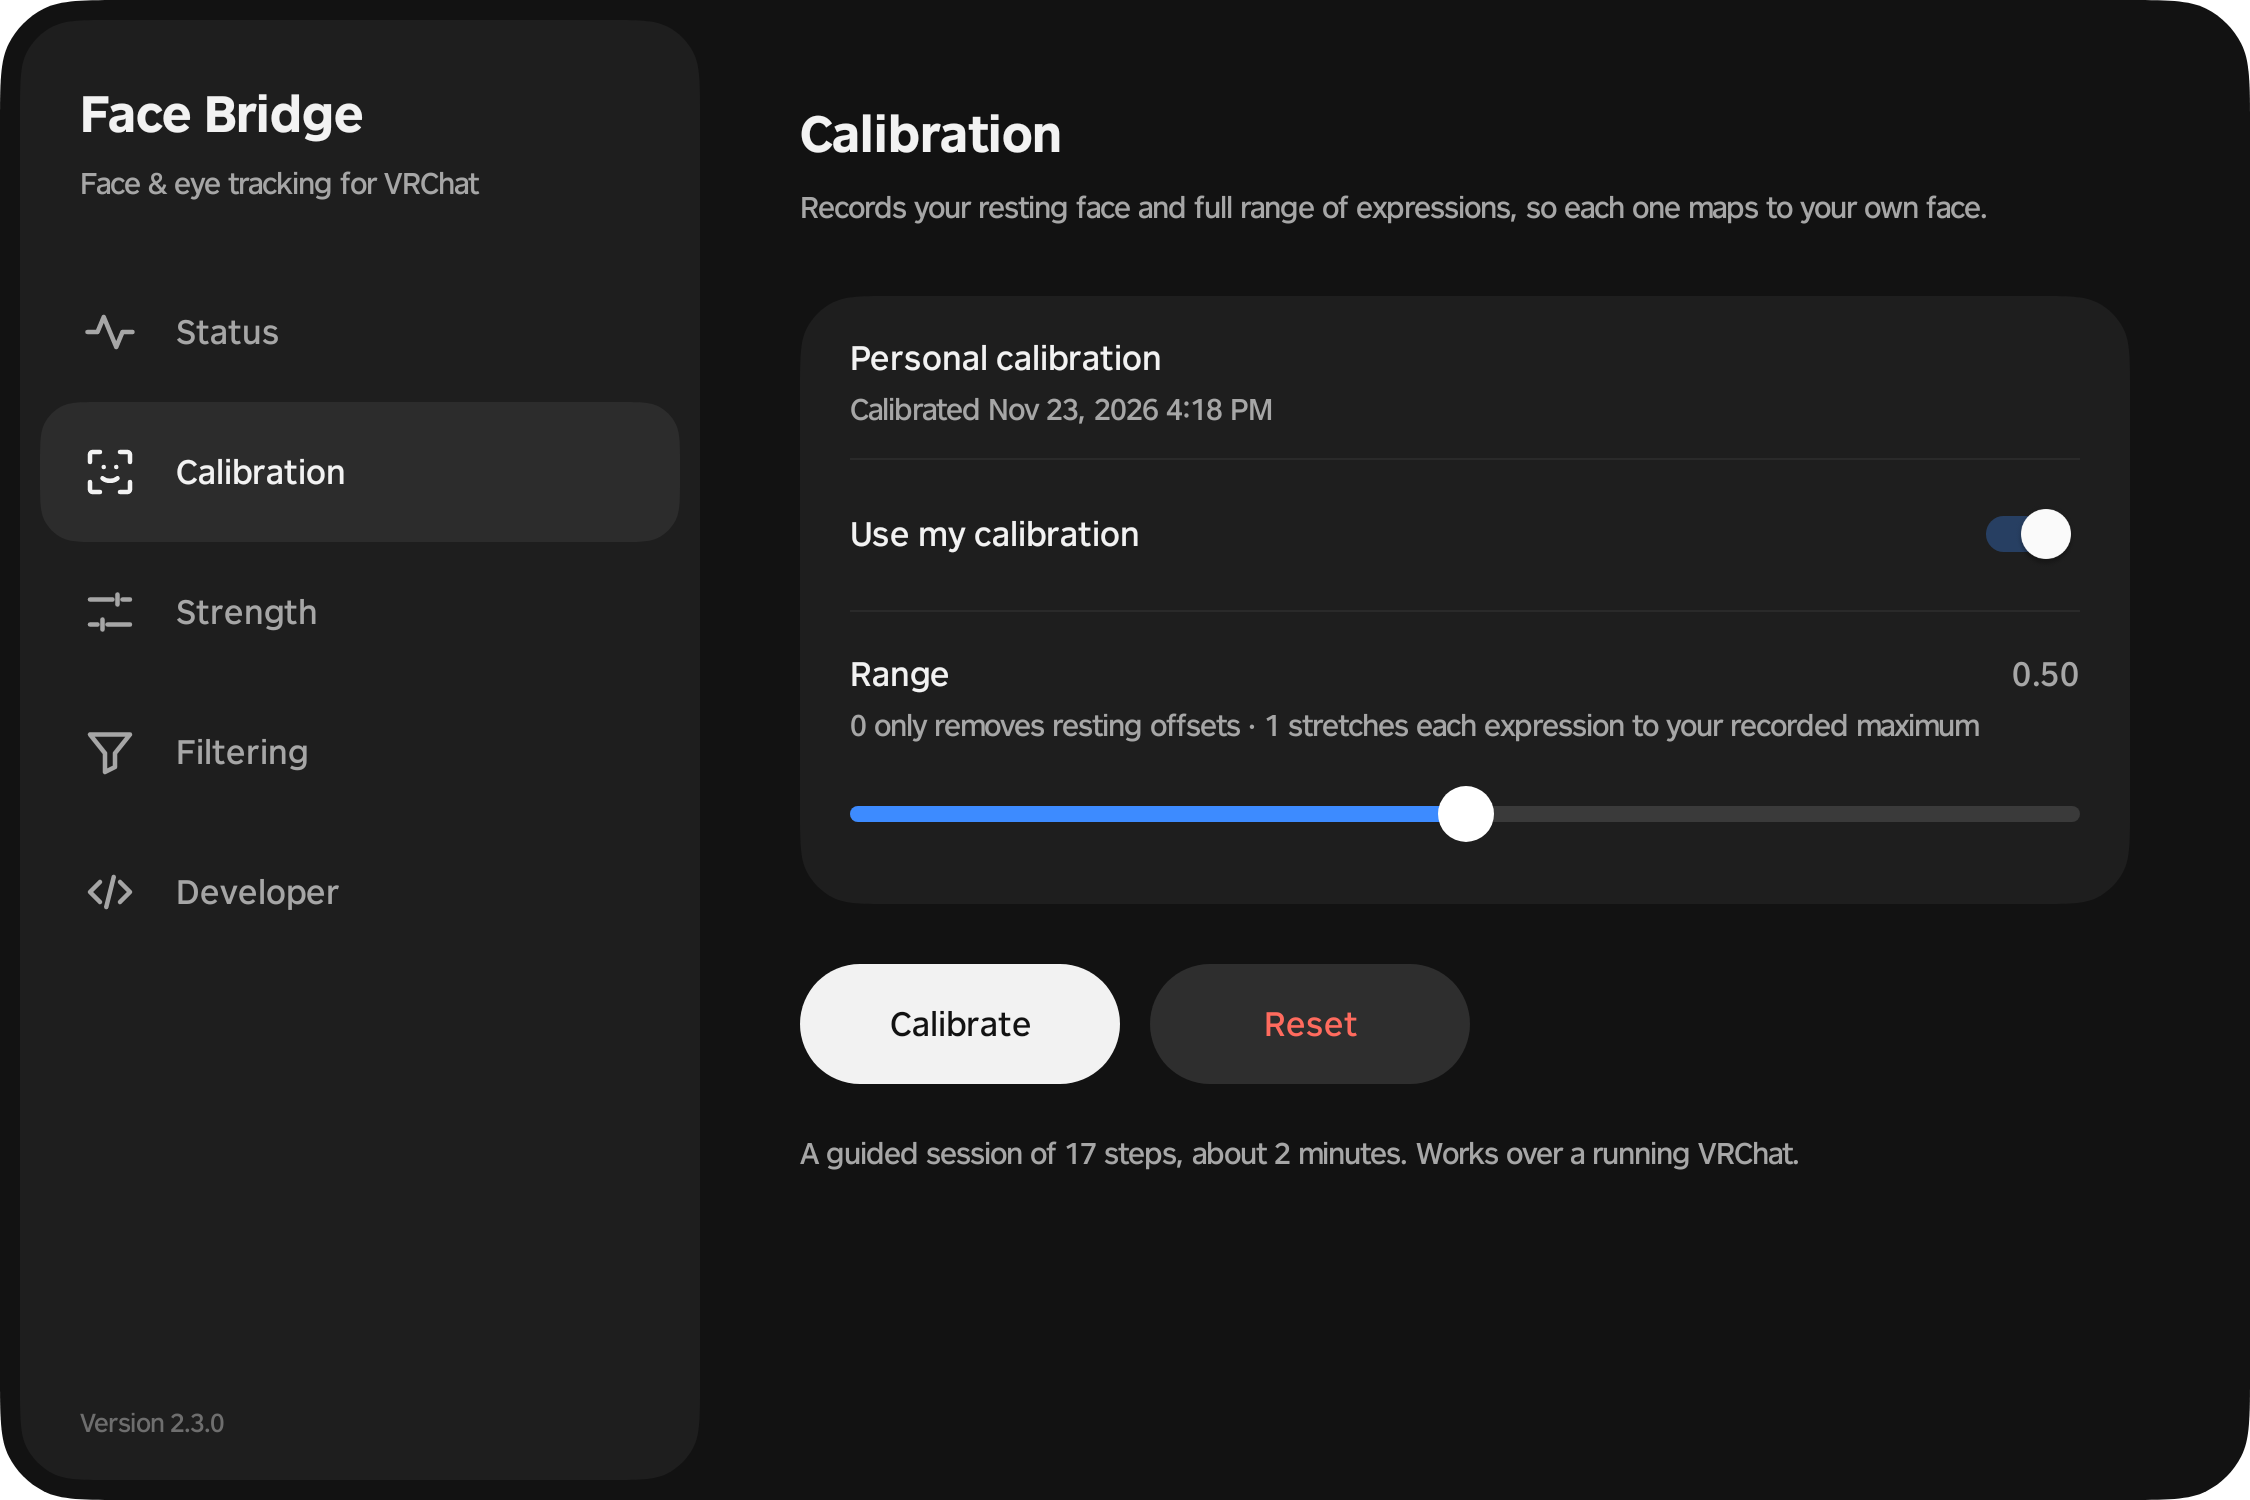 Face Bridge
Face & eye tracking for VRChat
Status
Calibration
Strength
Filtering
Developer
Version 2.3.0
Calibration
Records your resting face and full range of expressions, so each one maps to your own face.
Personal calibration
Calibrated Nov 23, 2026 4:18 PM
Use my calibration
Range
0.50
0 only removes resting offsets · 1 stretches each expression to your recorded maximum
Calibrate
Reset
A guided session of 17 steps, about 2 minutes. Works over a running VRChat.